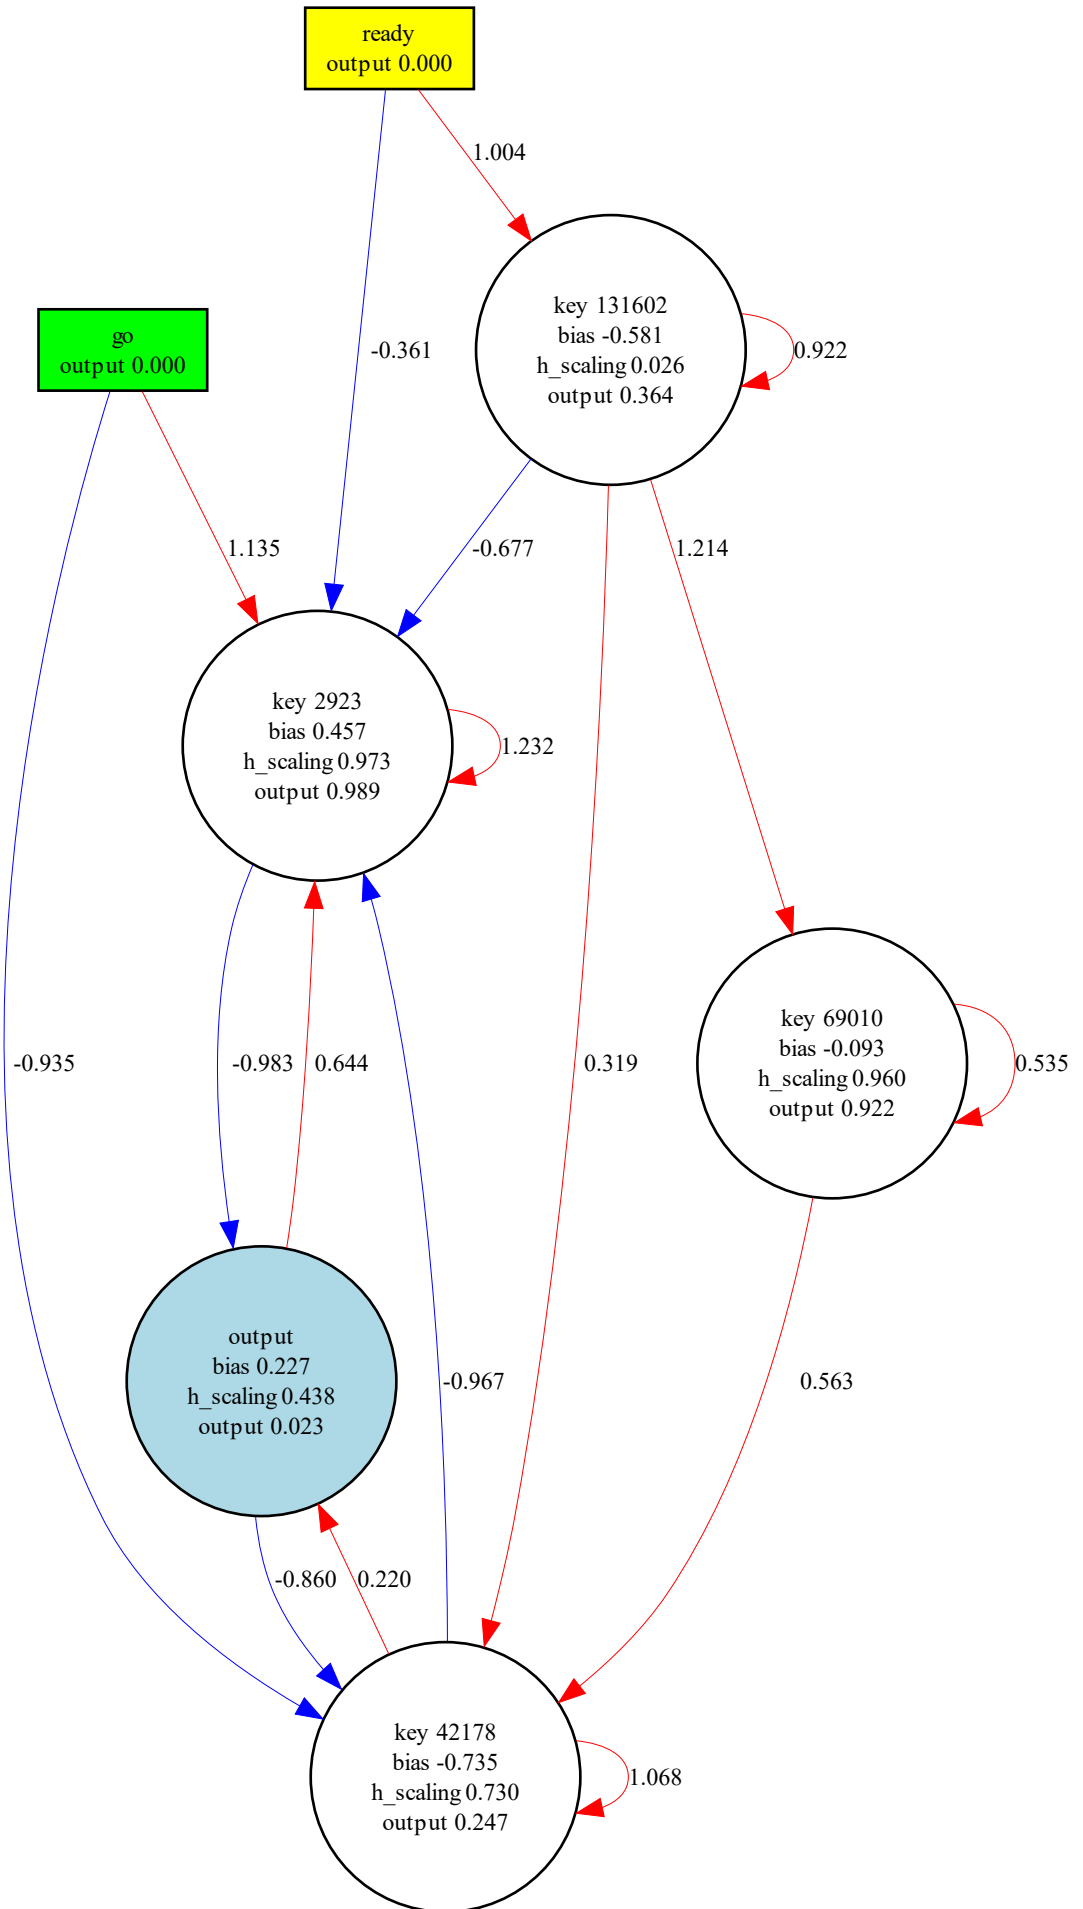 ready
output 0.000
1.004
go
output 0.000
key 131602
bias -0.581
h_scaling 0.026
output 0.364
0.922
-0.361
1.135
-0.677
1.214
key 2923
bias 0.457
h_scaling 0.973
output 0.989
1.232
key 69010
bias -0.093
h_scaling 0.960
output 0.922
0.535
-0.935
-0.983
0.644
0.319
output
bias 0.227
h_scaling 0.438
output 0.023
-0.967
0.563
-0.860
0.220
key 42178
bias -0.735
h_scaling 0.730
output 0.247
1.068